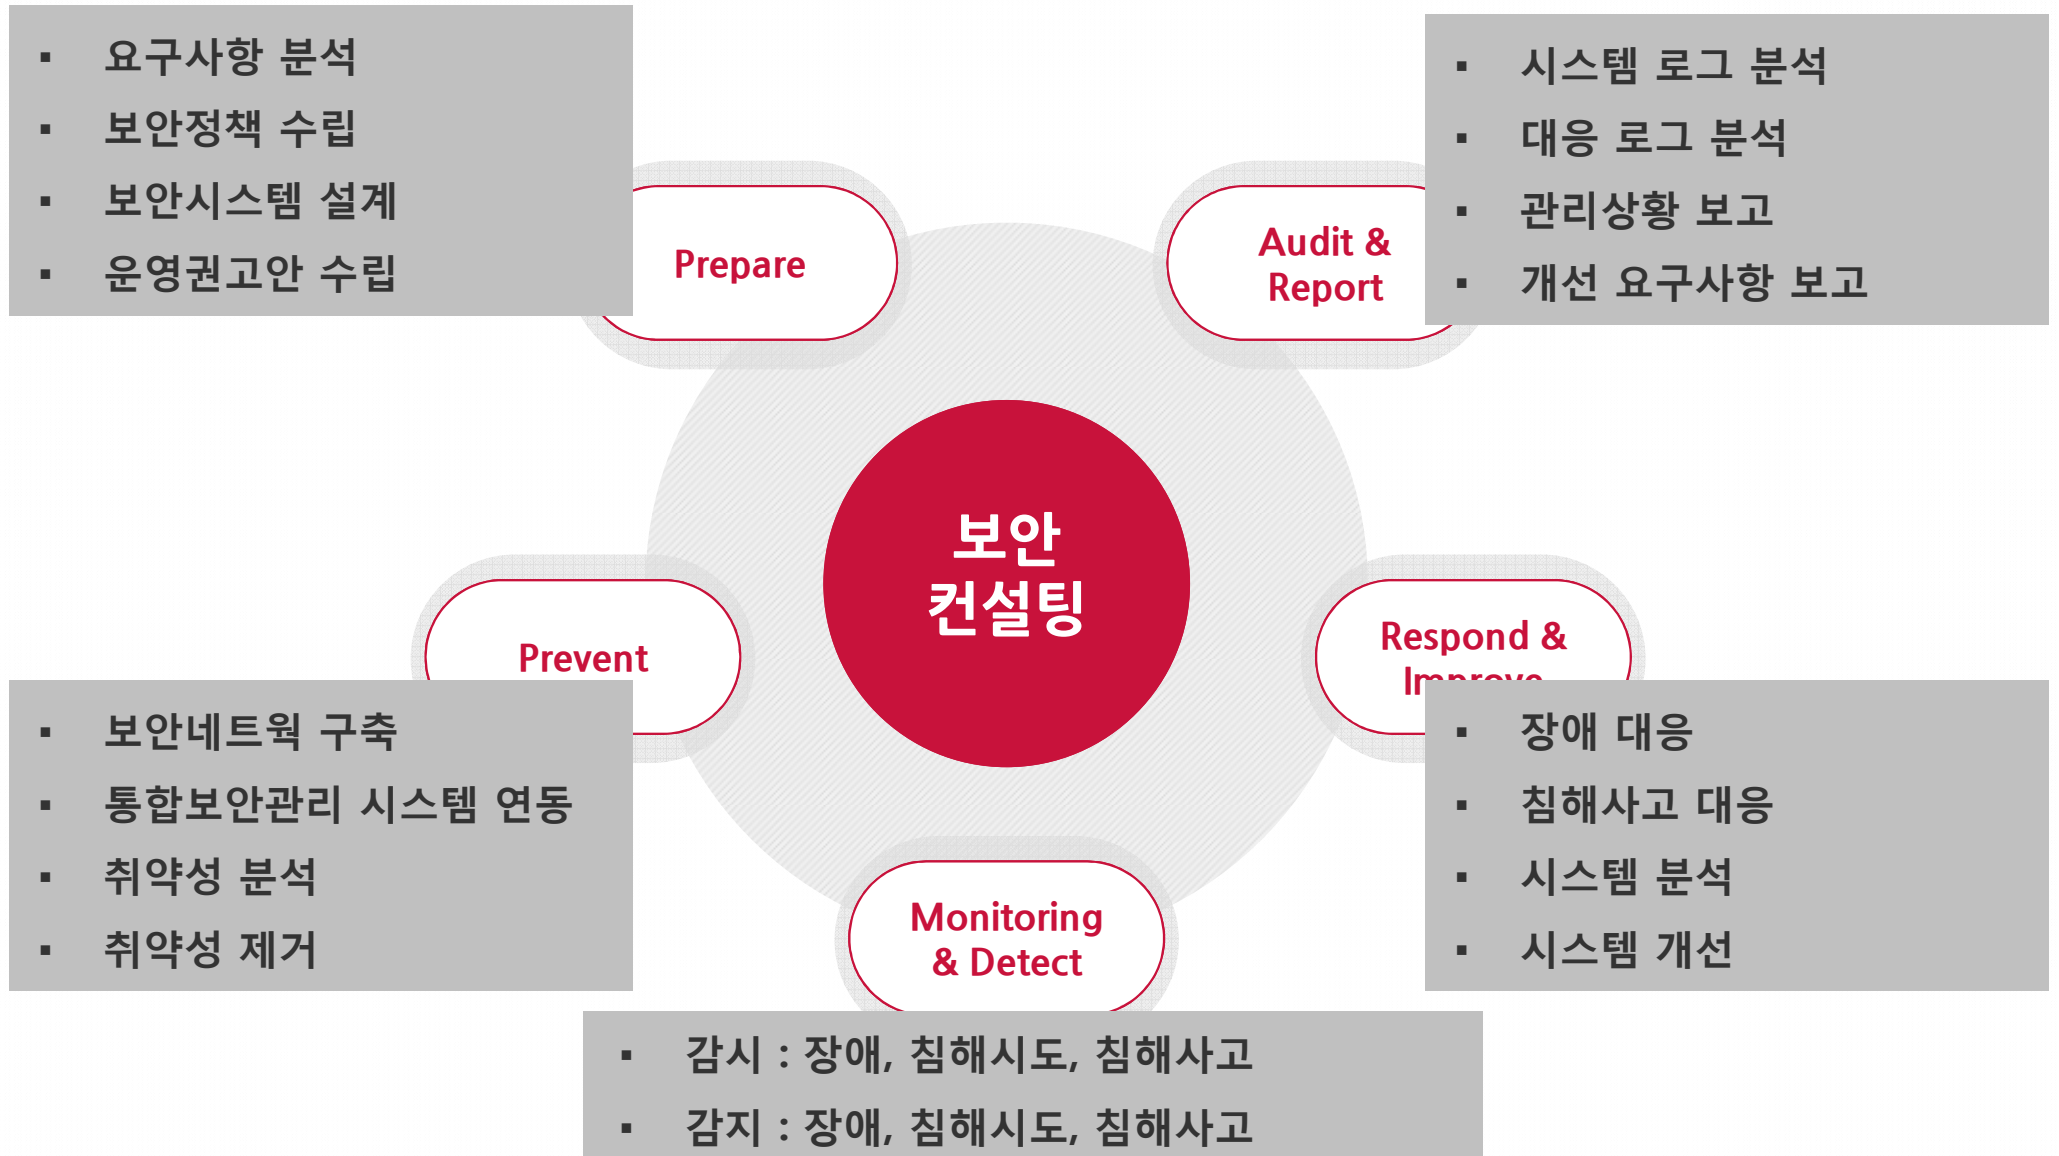 ▪ 요구사항 분석
▪ 보안정책 수립
▪ 보안시스템 설계
▪ 운영권고안 수립
Prepare
▪ 시스템 로그 분석
▪ 대응 로그 분석
▪ 관리상황 보고
▪ 개선 요구사항 보고
Audit &
Report
보안
컨설팅
Prevent
▪ 보안네트웍 구축
▪ 통합보안관리 시스템 연동
▪ 취약성 분석
▪ 취약성 제거
Respond &
Improve
▪ 장애 대응
▪ 침해사고 대응
▪ 시스템 분석
▪ 시스템 개선
Monitoring
& Detect
▪ 감시 : 장애, 침해시도, 침해사고
▪ 감지 : 장애, 침해시도, 침해사고